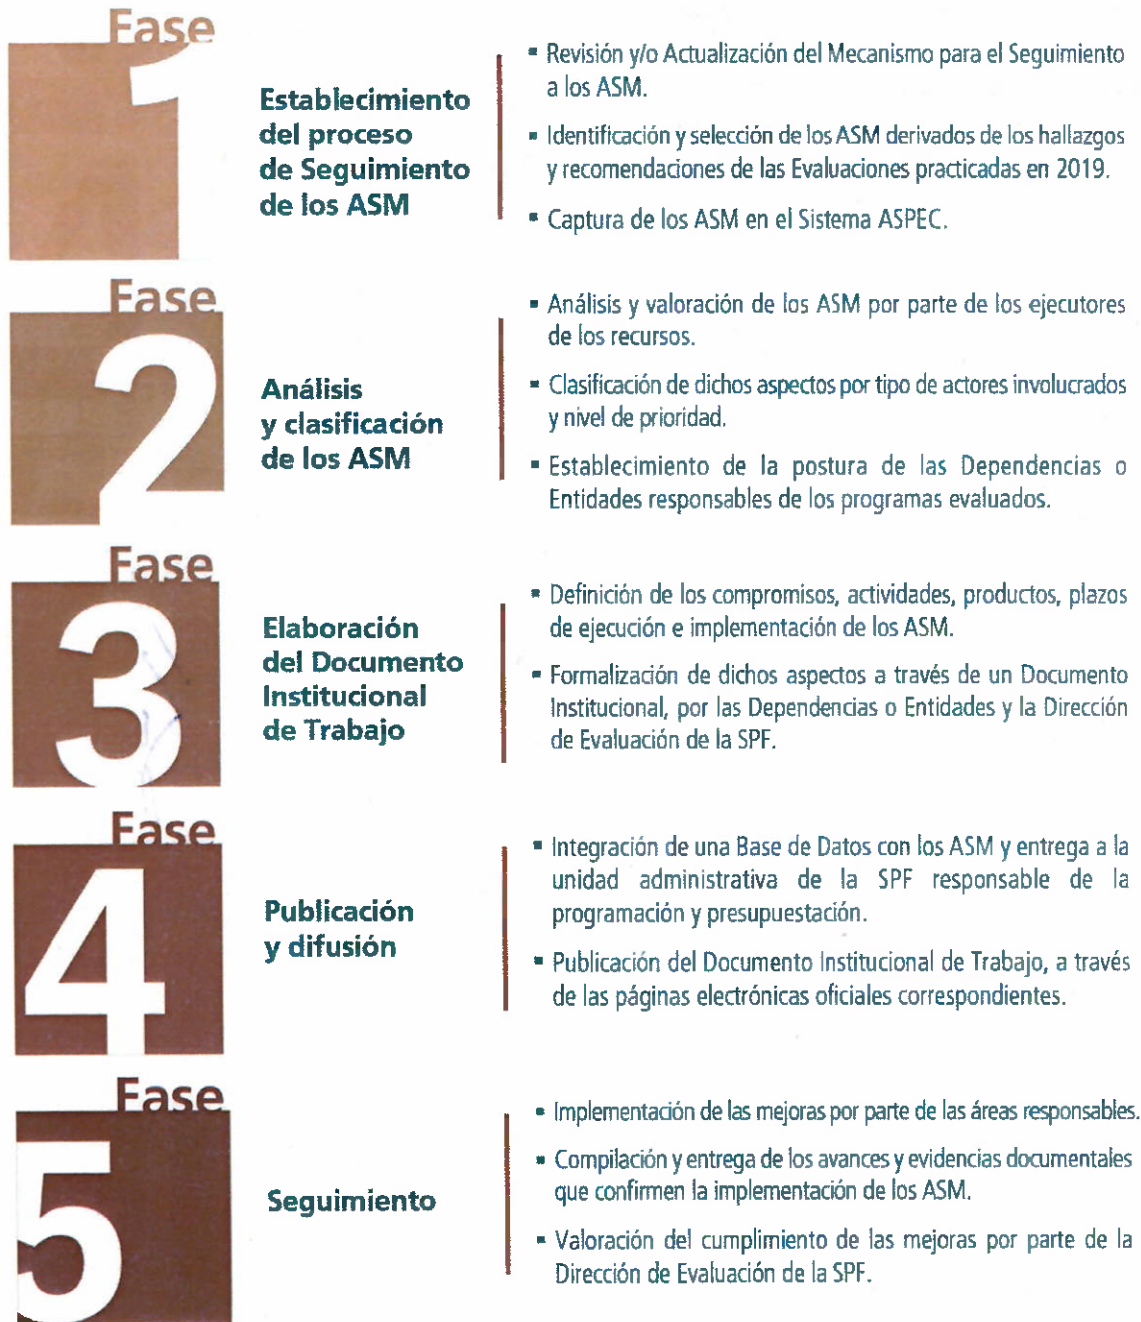 Fase
1
Establecimiento
del proceso
de Seguimiento
de los ASM
▪ Revisión y/o Actualización del Mecanismo para el Seguimiento
a los ASM.
▪ Identificación y selección de los ASM derivados de los hallazgos
y recomendaciones de las Evaluaciones practicadas en 2019.
▪ Captura de los ASM en el Sistema ASPEC.
Fase
2
Análisis
y clasificación
de los ASM
▪ Análisis y valoración de los ASM por parte de los ejecutores
de los recursos.
▪ Clasificación de dichos aspectos por tipo de actores involucrados
y nivel de prioridad.
▪ Establecimiento de la postura de las Dependencias o
Entidades responsables de los programas evaluados.
Fase
3
Elaboración
del Documento
Institucional
de Trabajo
▪ Definición de los compromisos, actividades, productos, plazos
de ejecución e implementación de los ASM.
▪ Formalización de dichos aspectos a través de un Documento
Institucional, por las Dependencias o Entidades y la Dirección
de Evaluación de la SPF.
Fase
4
Publicación
y difusión
▪ Integración de una Base de Datos con los ASM y entrega a la
unidad administrativa de la SPF responsable de la
programación y presupuestación.
▪ Publicación del Documento Institucional de Trabajo, a través
de las páginas electrónicas oficiales correspondientes.
Fase
5
Seguimiento
▪ Implementación de las mejoras por parte de las áreas responsables.
▪ Compilación y entrega de los avances y evidencias documentales
que confirmen la implementación de los ASM.
▪ Valoración del cumplimiento de las mejoras por parte de la
Dirección de Evaluación de la SPF.